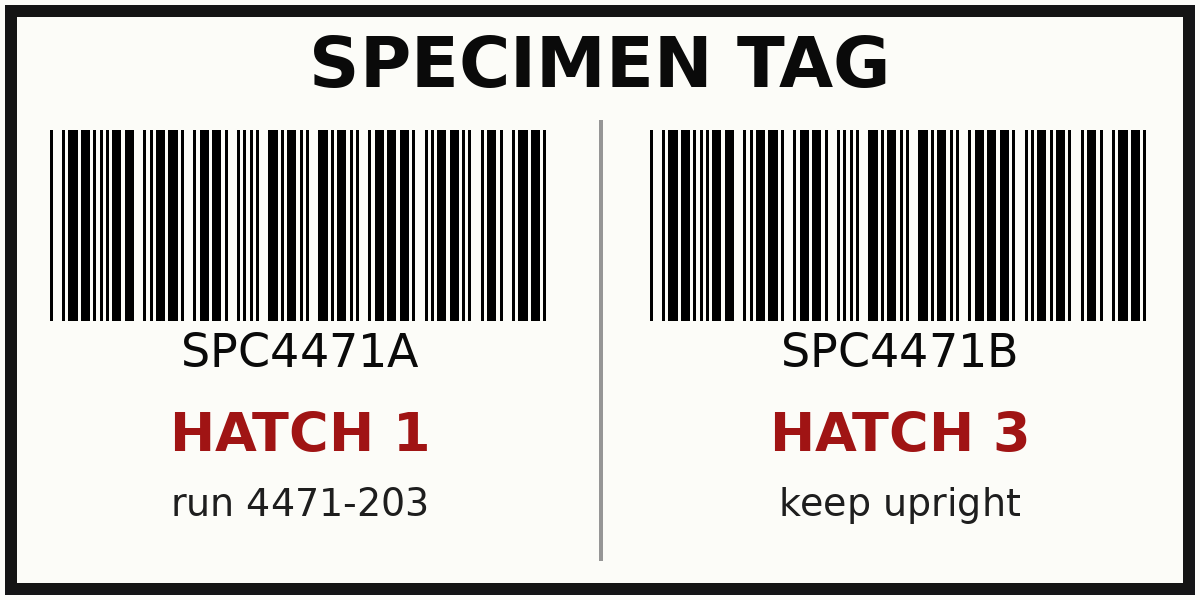 SPECIMEN TAG
SPC4471A
HATCH 1
run 4471-203
SPC4471B
HATCH 3
keep upright